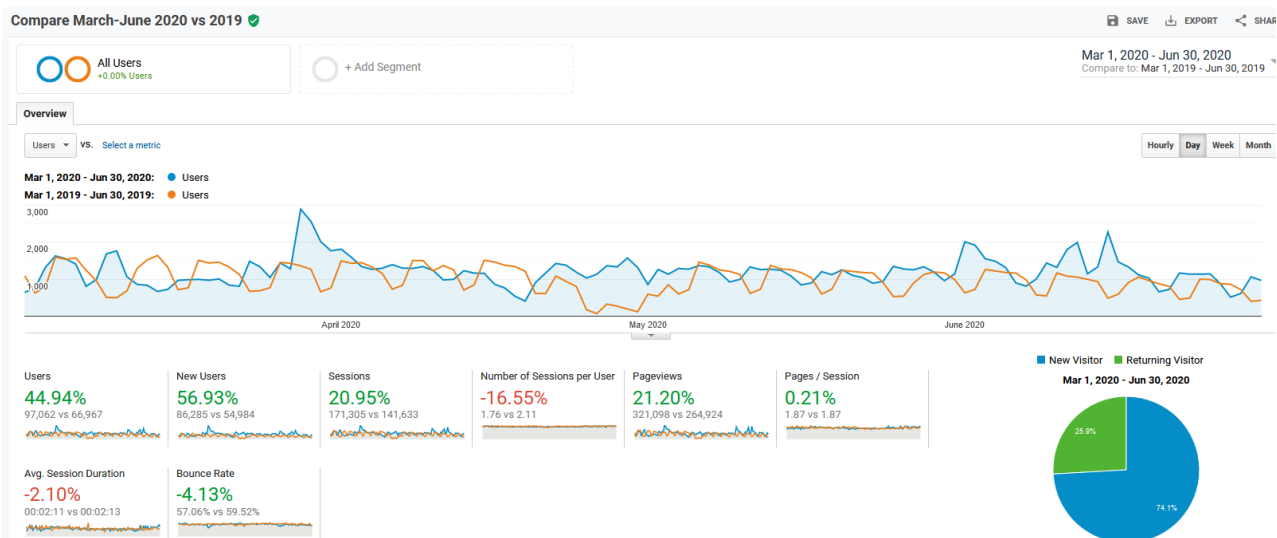 Compare March-June 2020 vs 2019
SAVE EXPORT SHAR
All Users
+0.00% Users
+ Add Segment
Mar 1, 2020 - Jun 30, 2020
Compare to: Mar 1, 2019 - Jun 30, 2019
Overview
Users VS. Select a metric
Hourly Day Week Month
Mar 1, 2020 - Jun 30, 2020: Users
Mar 1, 2019 - Jun 30, 2019: Users
3,000
2,000
1,000
April 2020 May 2020 June 2020
New Visitor Returning Visitor
Mar 1, 2020 - Jun 30, 2020
25.9%
74.1%
Users
44.94%
97,062 vs 66,967
New Users
56.93%
86,285 vs 54,984
Sessions
20.95%
171,305 vs 141,633
Number of Sessions per User
-16.55%
1.76 vs 2.11
Pageviews
21.20%
321,098 vs 264,924
Pages / Session
0.21%
1.87 vs 1.87
Avg. Session Duration
-2.10%
00:02:11 vs 00:02:13
Bounce Rate
-4.13%
57.06% vs 59.52%